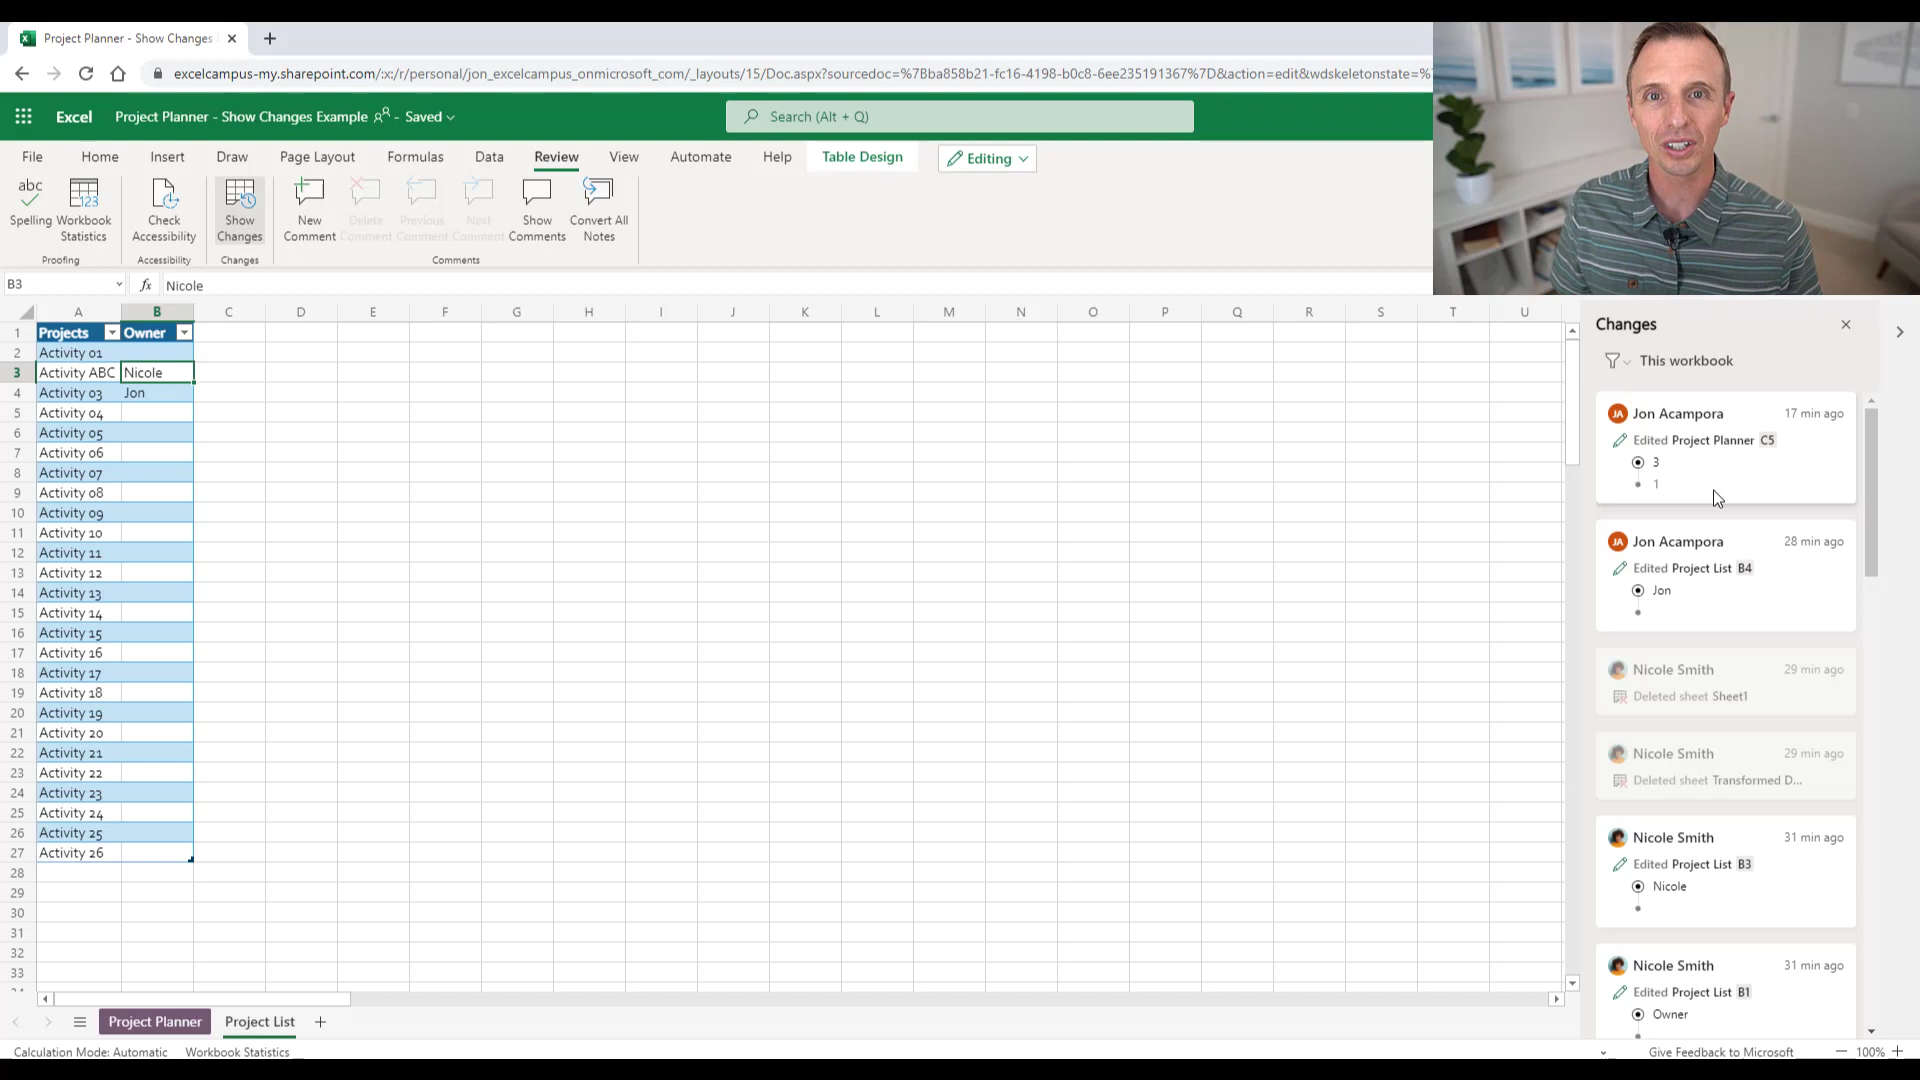 Project Planner - Show Changes
excelcampus-my.sharepoint.com/:x:/r/personal/jon_excelcampus_onmicrosoft_com/_layouts/15/Doc.aspx?sourcedoc=%7Bba858b21-fc16-4198-b0c8-6ee235191367%7D&action=edit&wdskeletonstate=%
Excel Project Planner - Show Changes Example - Saved Search (Alt + Q)
File Home Insert Draw Page Layout Formulas Data Review View Automate Help Table Design Editing
abc
123
Spelling Workbook Statistics Check Accessibility Show Changes New Comment Delete Comment Previous Comment Next Comment Show Comments Convert All Notes
Proofing Accessibility Changes Comments
B3 fx Nicole
A B C D E F G H I J K L M N O P Q R S T U
1 Projects Owner
2 Activity 01
3 Activity ABC Nicole
4 Activity 03 Jon
5 Activity 04
6 Activity 05
7 Activity 06
8 Activity 07
9 Activity 08
10 Activity 09
11 Activity 10
12 Activity 11
13 Activity 12
14 Activity 13
15 Activity 14
16 Activity 15
17 Activity 16
18 Activity 17
19 Activity 18
20 Activity 19
21 Activity 20
22 Activity 21
23 Activity 22
24 Activity 23
25 Activity 24
26 Activity 25
27 Activity 26
28
29
30
31
32
33
Changes
This workbook
JA Jon Acampora 17 min ago
Edited Project Planner C5
3
1
JA Jon Acampora 28 min ago
Edited Project List B4
Jon
Nicole Smith 29 min ago
Deleted sheet Sheet1
Nicole Smith 29 min ago
Deleted sheet Transformed D...
Nicole Smith 31 min ago
Edited Project List B3
Nicole
Nicole Smith 31 min ago
Edited Project List B1
Owner
Project Planner Project List
Calculation Mode: Automatic Workbook Statistics Give Feedback to Microsoft 100%